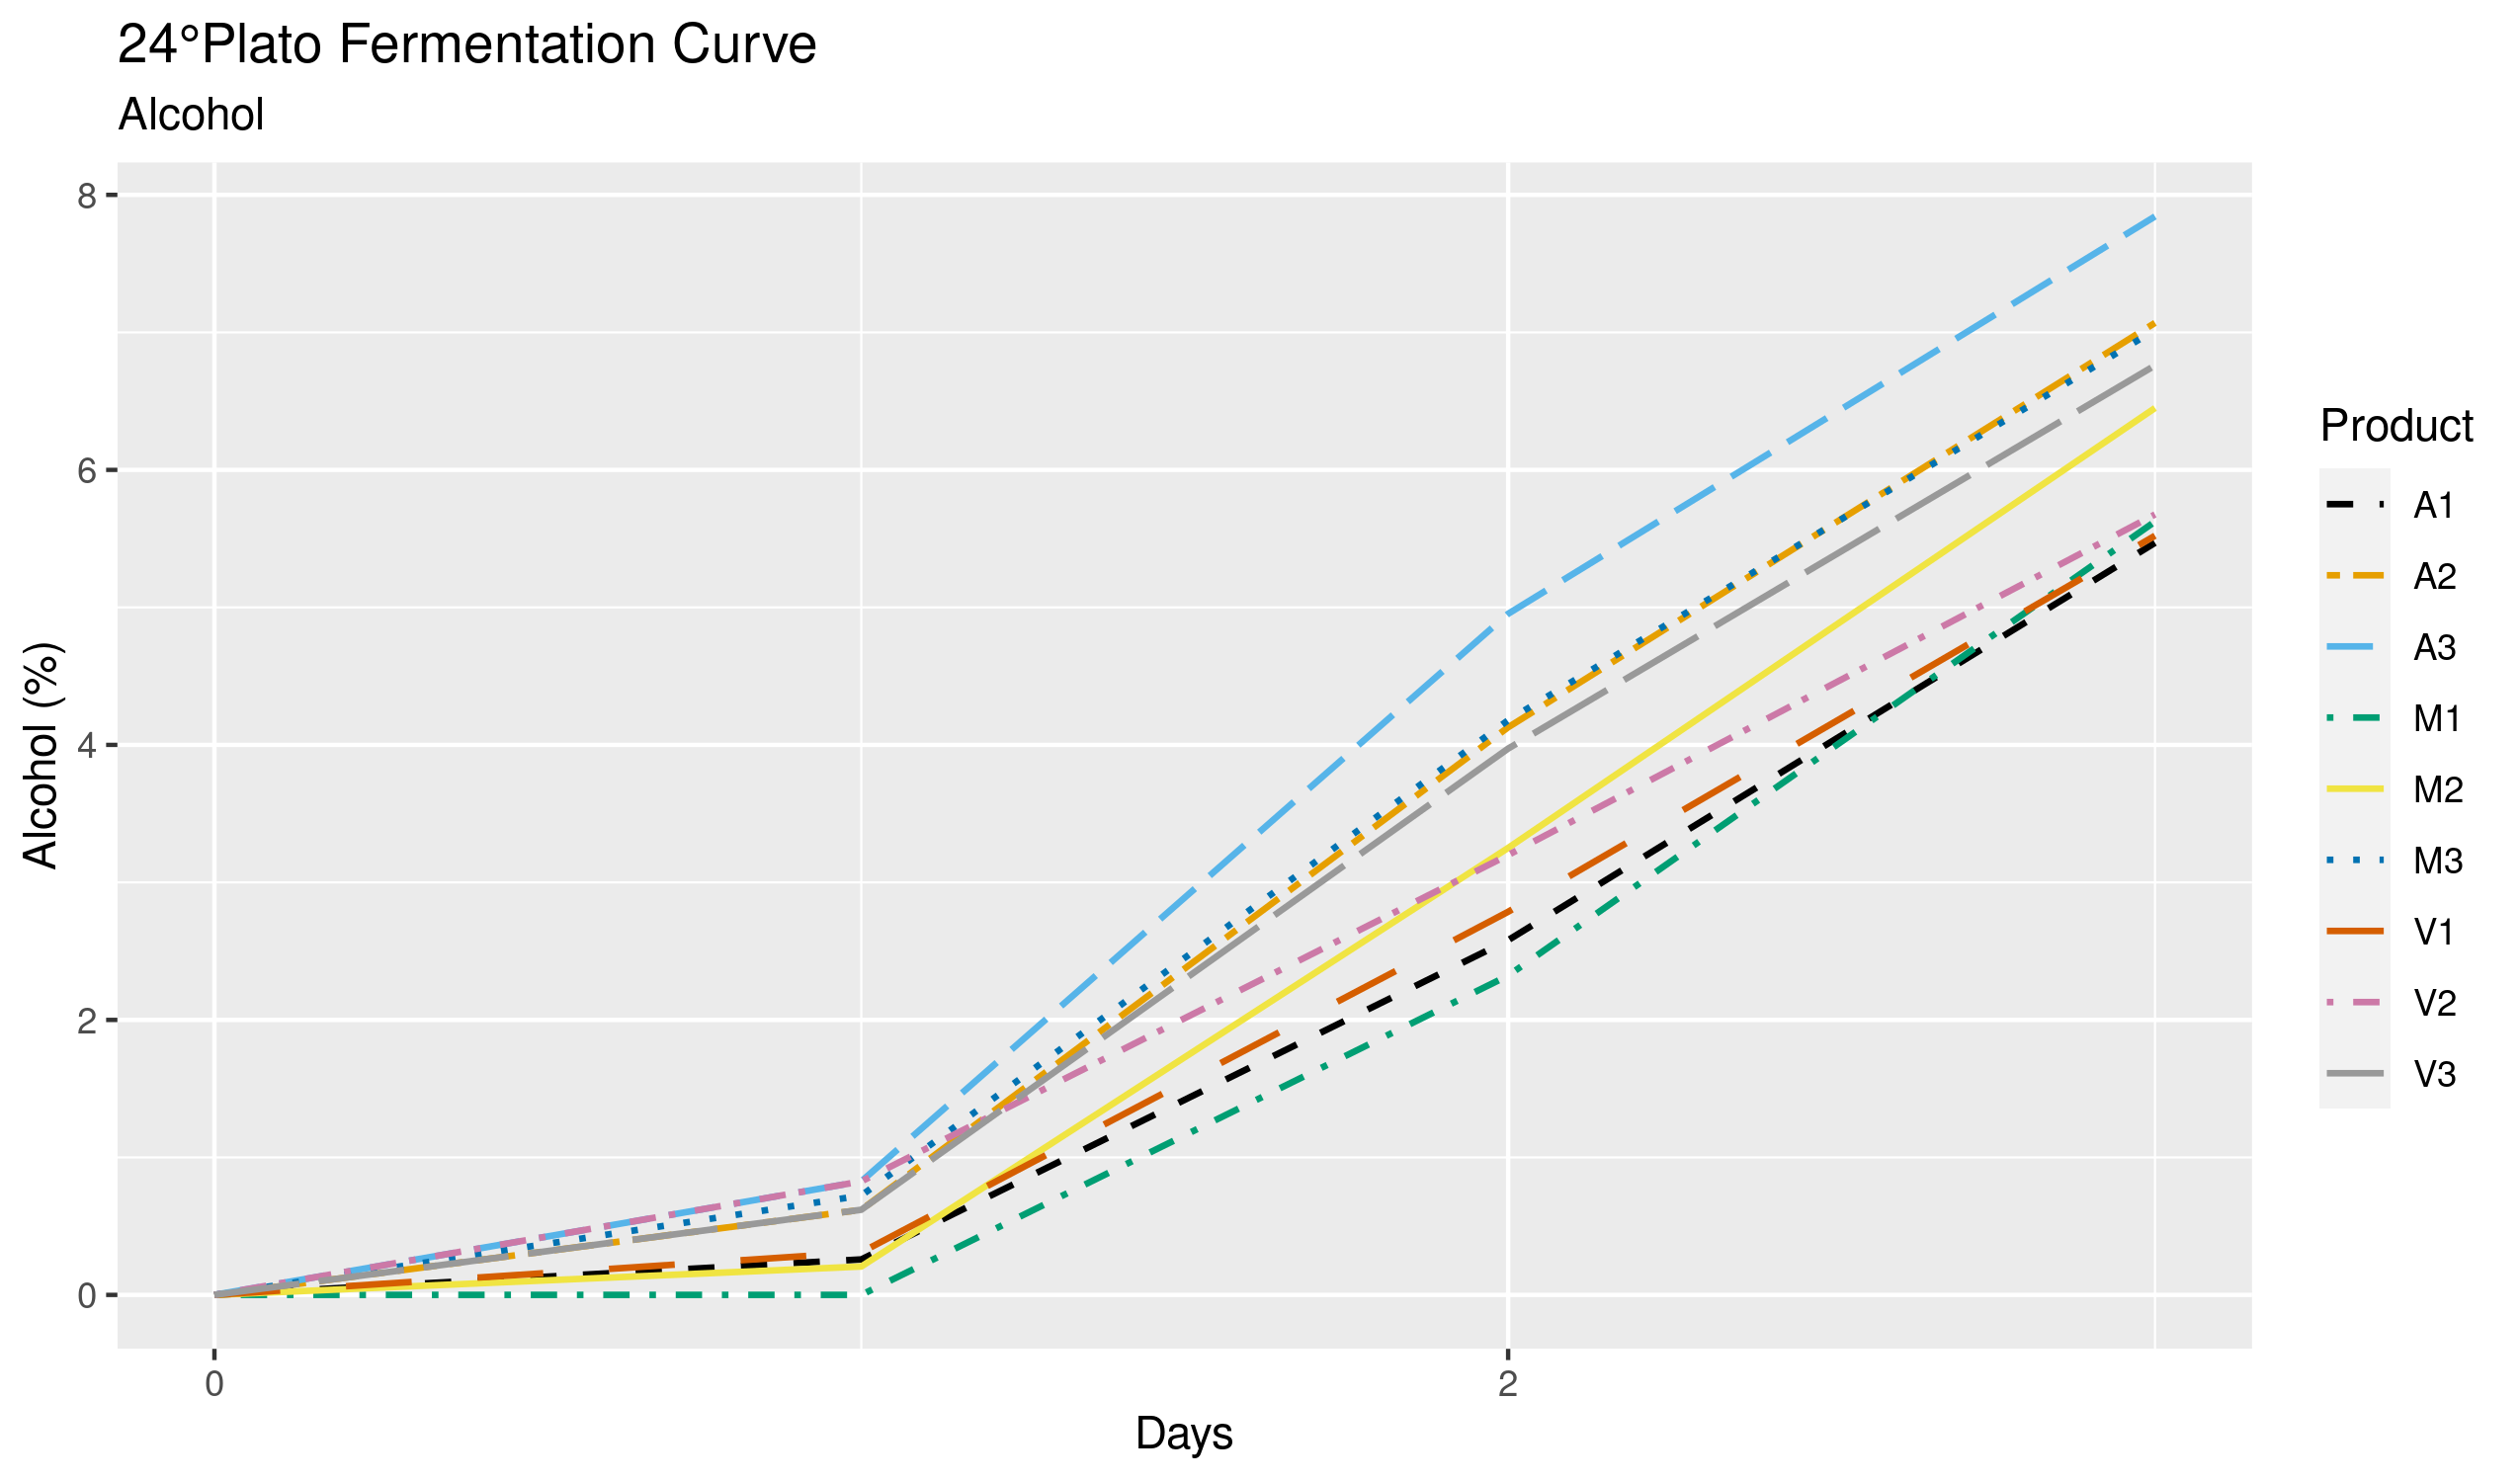 24°Plato Fermentation Curve
Alcohol
Alcohol (%)
8
6
4
2
0
0
2
Days
Product
A1
A2
A3
M1
M2
M3
V1
V2
V3